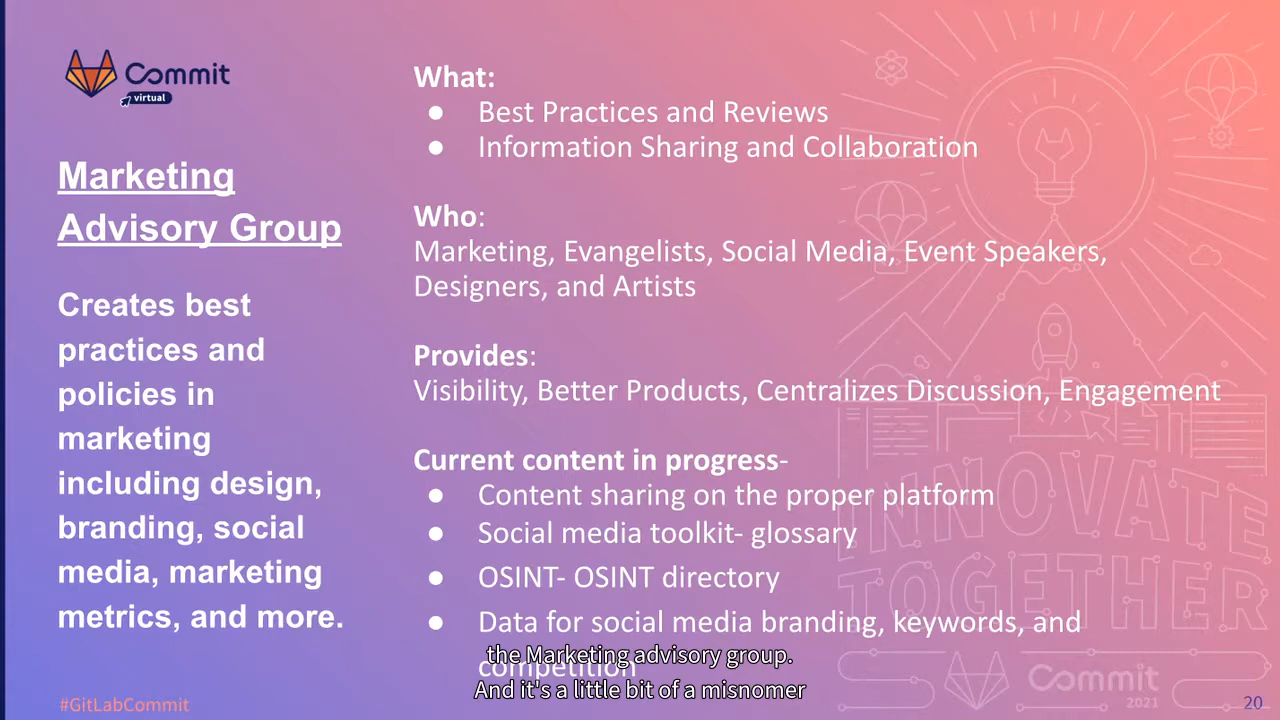 Commit
virtual
Marketing
Advisory Group
Creates best
practices and
policies in
marketing
including design,
branding, social
media, marketing
metrics, and more.
What:
● Best Practices and Reviews
● Information Sharing and Collaboration
Who:
Marketing, Evangelists, Social Media, Event Speakers,
Designers, and Artists
Provides:
Visibility, Better Products, Centralizes Discussion, Engagement
Current content in progress-
● Content sharing on the proper platform
● Social media toolkit- glossary
● OSINT- OSINT directory
● Data for social media branding, keywords, and
competition
the Marketing advisory group.
And it's a little bit of a misnomer
INNOVATE
TOGETHER
Commit
2021
#GitLabCommit
20